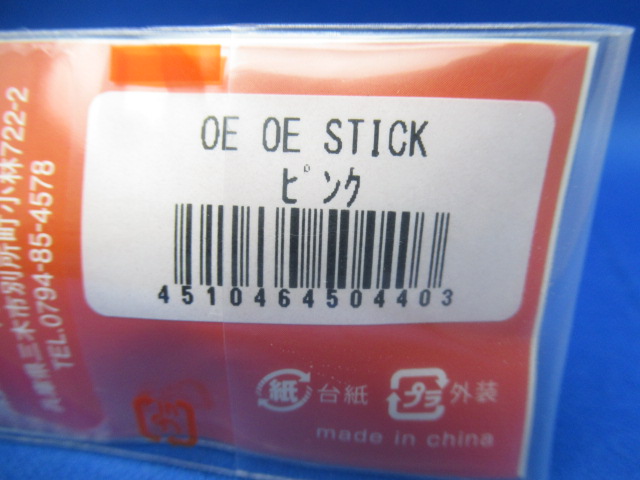 OE OE STICK
ピンク
4510464504403
兵庫県三木市別所町小林722-2
TEL.0794-85-4578
紙 台紙
プラ 外装
made in china